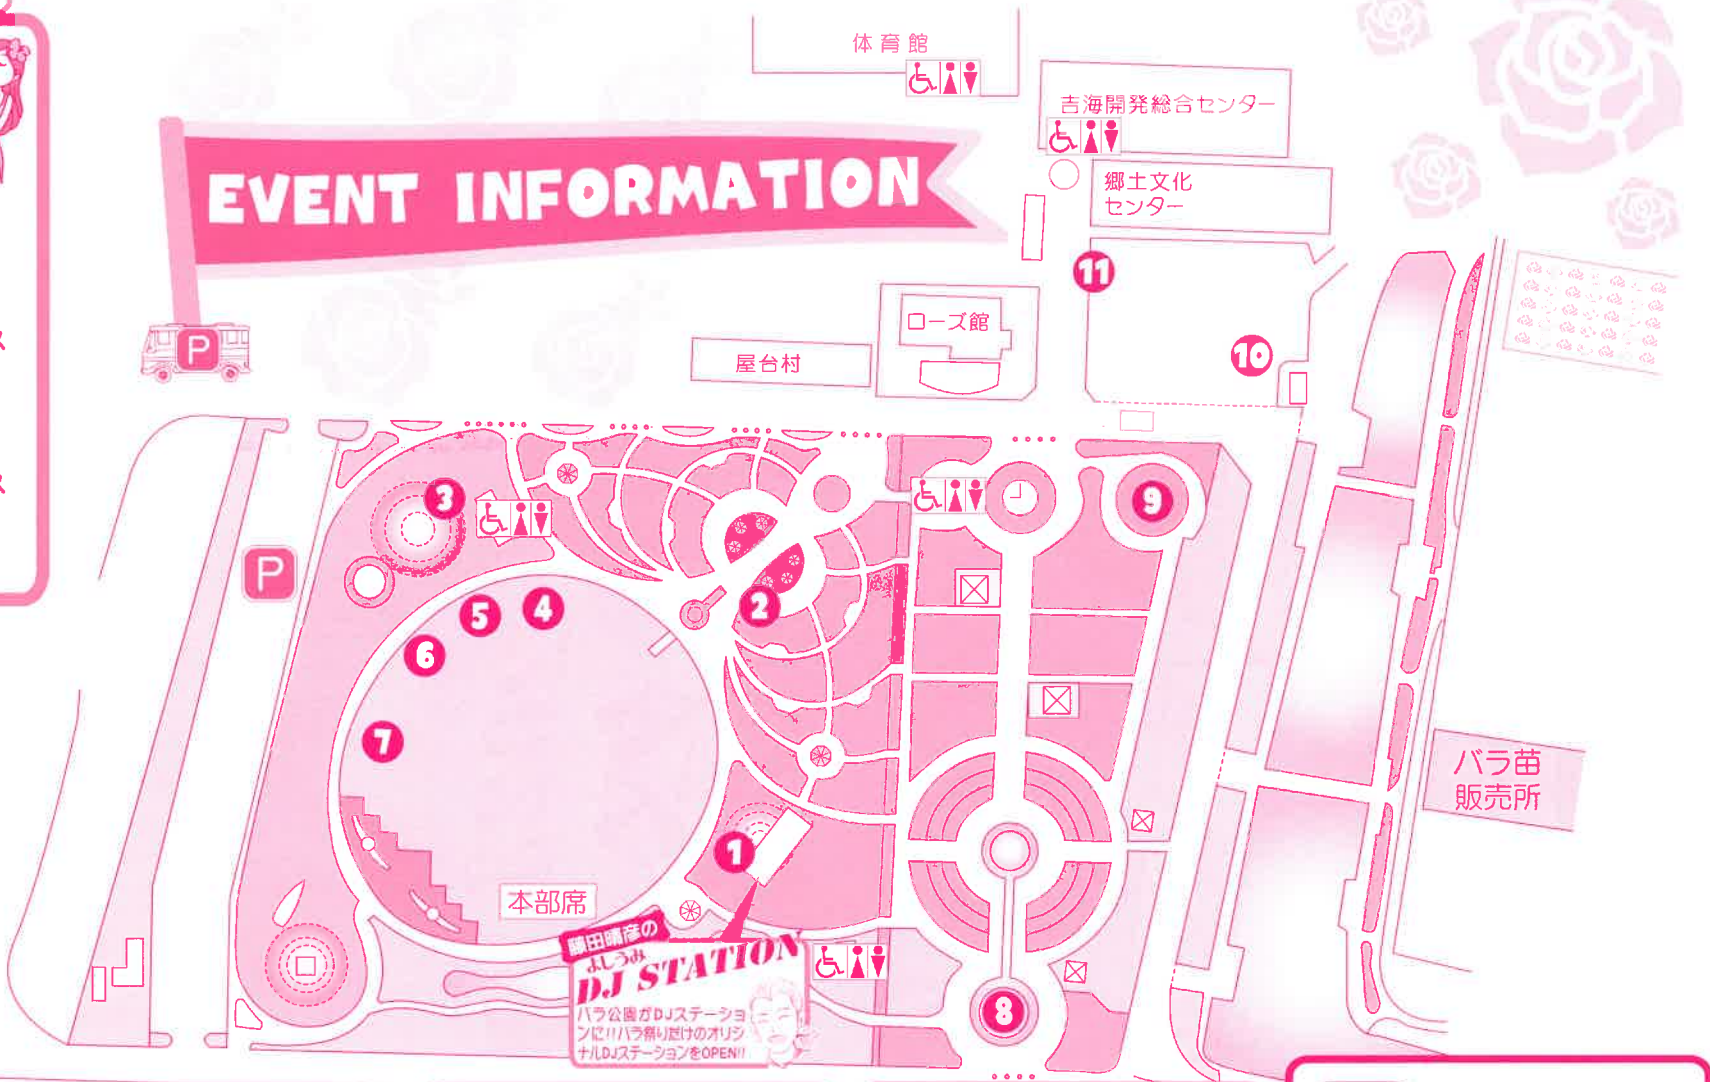 体育館
吉海開発総合センター
郷土文化
センター
EVENT INFORMATION
11
ローズ館
10
屋台村
P
ス
ス
3
9
P
5
4
2
6
7
バラ苗
販売所
1
本部席
藤田晴彦の
よしうみ
DJ STATION
バラ公園がDJステーショ
ンに!!バラ祭りだけのオリジ
ナルDJステーションをOPEN!!
8